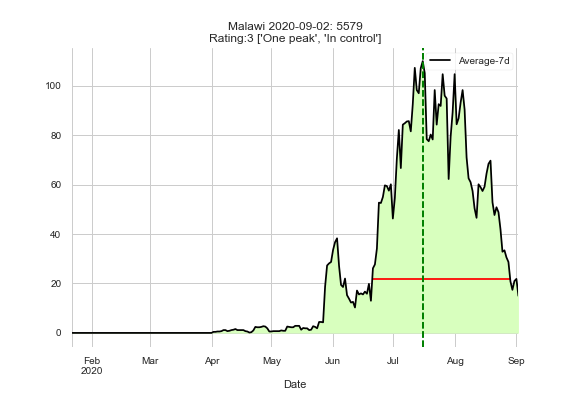 Malawi 2020-09-02: 5579
Rating:3 ['One peak', 'In control']
Average-7d
100
80
60
40
20
0
Feb Mar Apr May Jun Jul Aug Sep
2020
Date